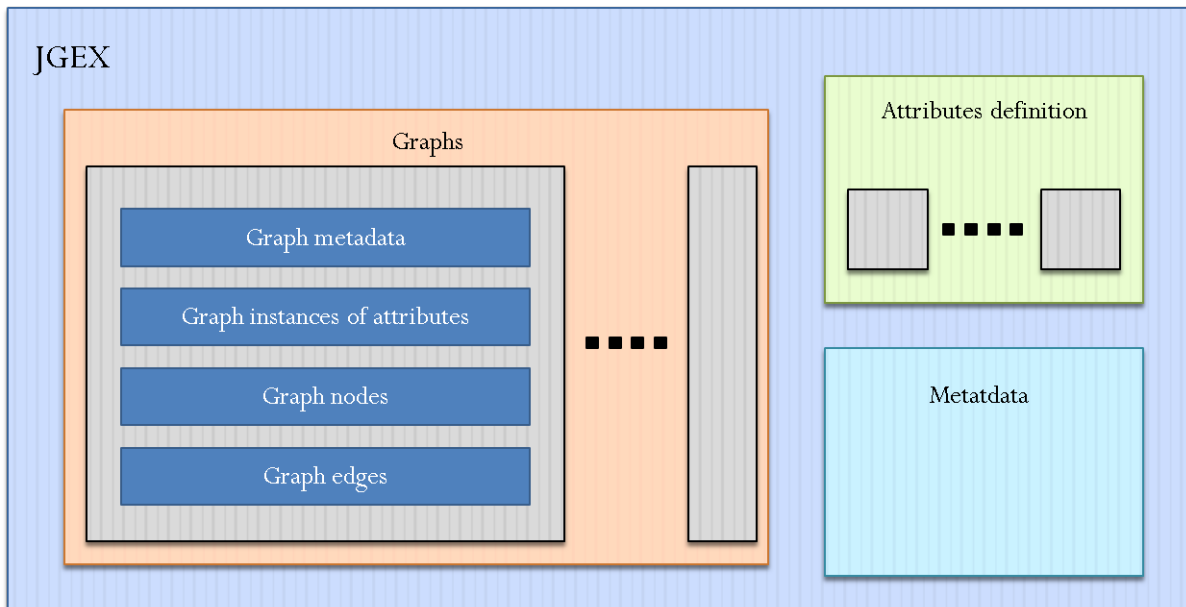 JGEX
Graphs
Graph metadata
Graph instances of attributes
Graph nodes
Graph edges
Attributes definition
Metatdata